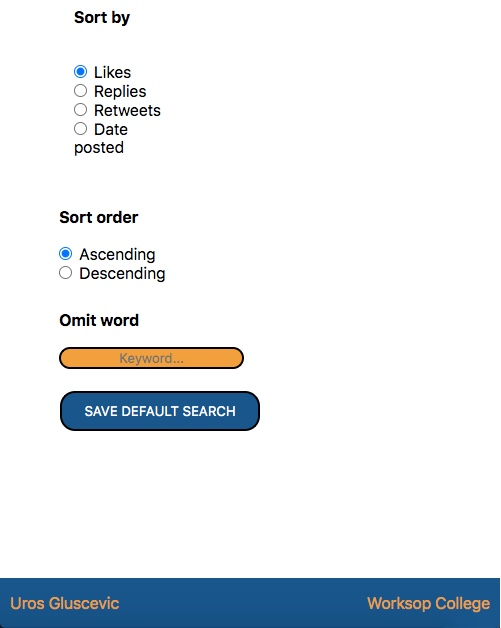 Sort by
Likes
Replies
Retweets
Date
posted
Sort order
Ascending
Descending
Omit word
Keyword...
SAVE DEFAULT SEARCH
Uros Gluscevic Worksop College